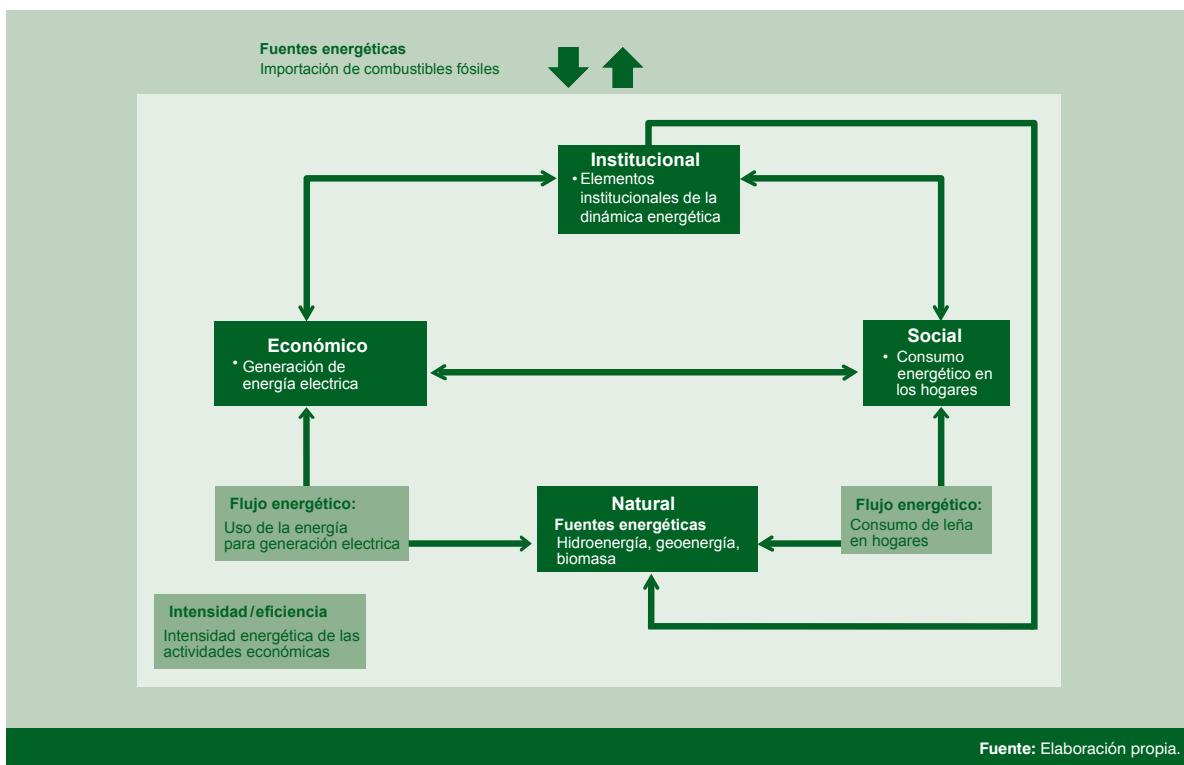 Fuentes energéticas
Importación de combustibles fósiles
Institucional
• Elementos
institucionales de la
dinámica energética
Económico
• Generación de
energía electrica
Social
• Consumo
energético en
los hogares
Flujo energético:
Uso de la energía
para generación electrica
Natural
Fuentes energéticas
Hidroenergía, geoenergía,
biomasa
Flujo energético:
Consumo de leña
en hogares
Intensidad/eficiencia
Intensidad energética de las
actividades económicas
Fuente: Elaboración propia.